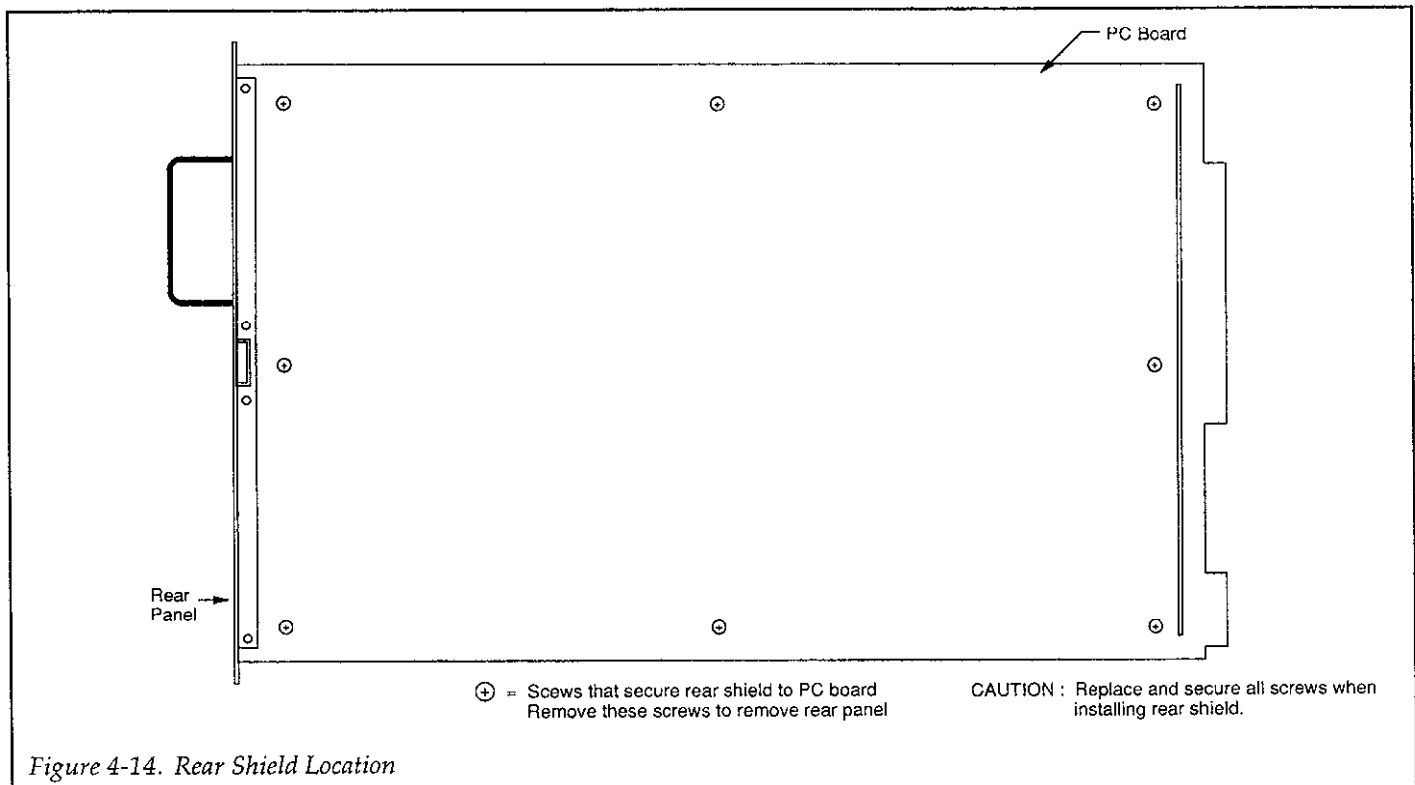 PC Board
Rear
Panel
⊕ = Scews that secure rear shield to PC board
Remove these screws to remove rear panel
CAUTION : Replace and secure all screws when
installing rear shield.
Figure 4-14. Rear Shield Location